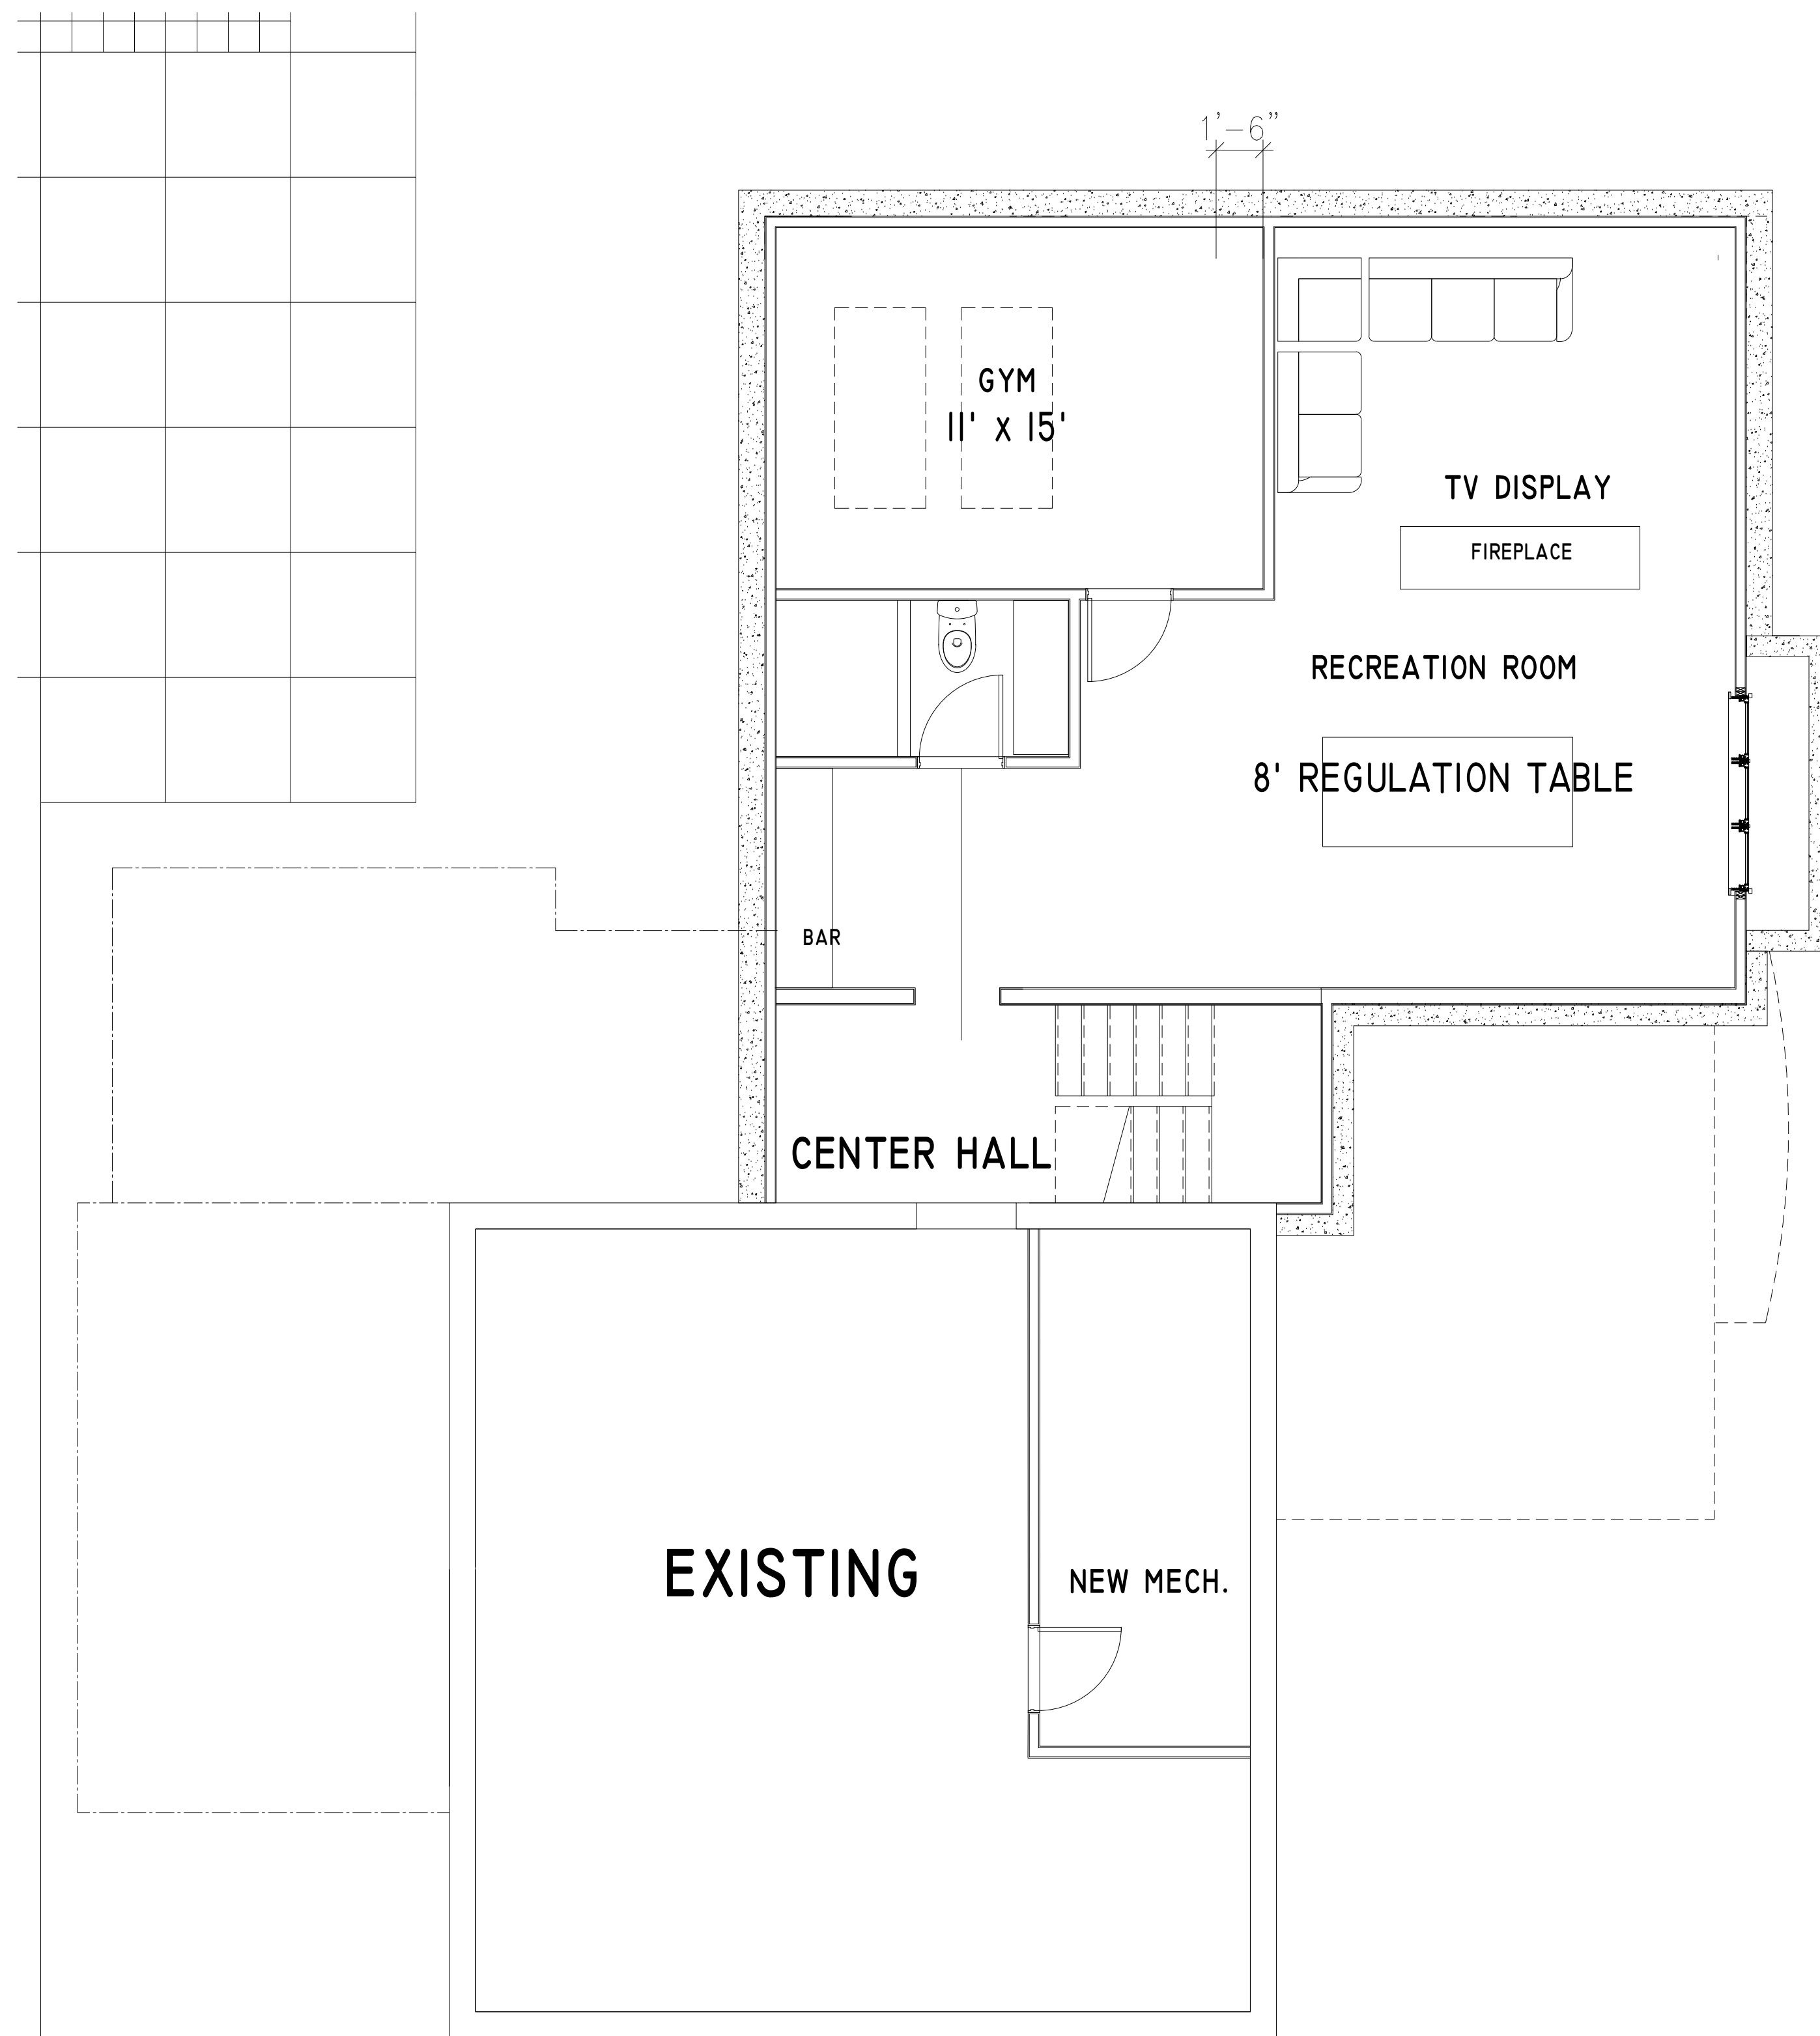 1'-6"
GYM
11' x 15'
TV DISPLAY
FIREPLACE
RECREATION ROOM
8' REGULATION TABLE
BAR
CENTER HALL
EXISTING
NEW MECH.